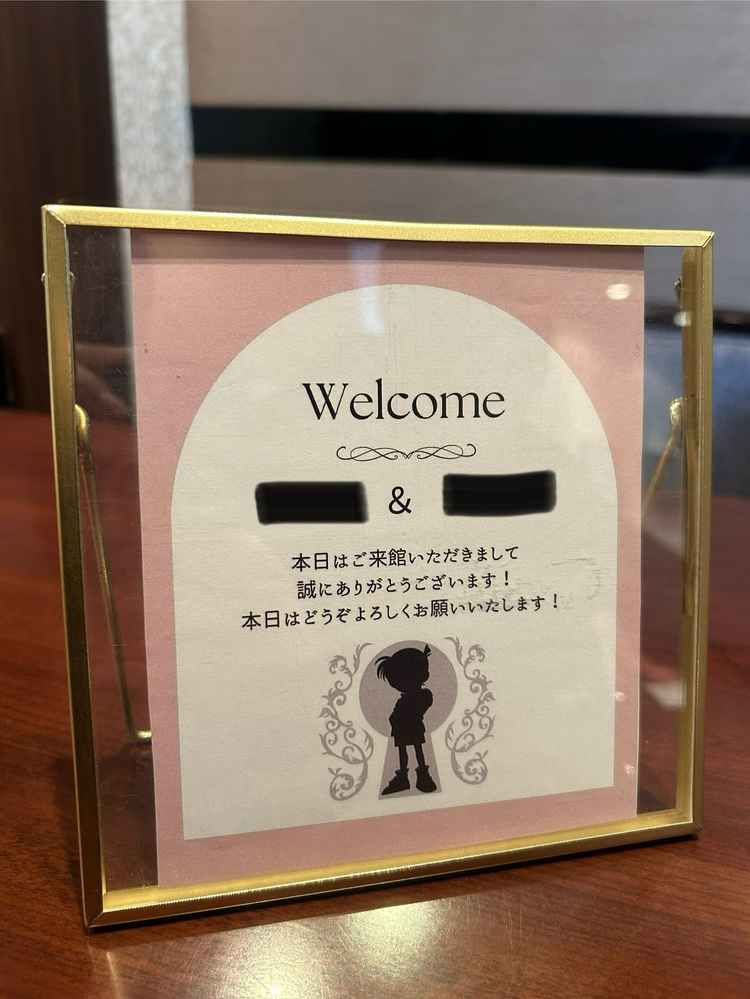 Welcome
&
本日はご来館いただきまして
誠にありがとうございます！
本日はどうぞよろしくお願いいたします！